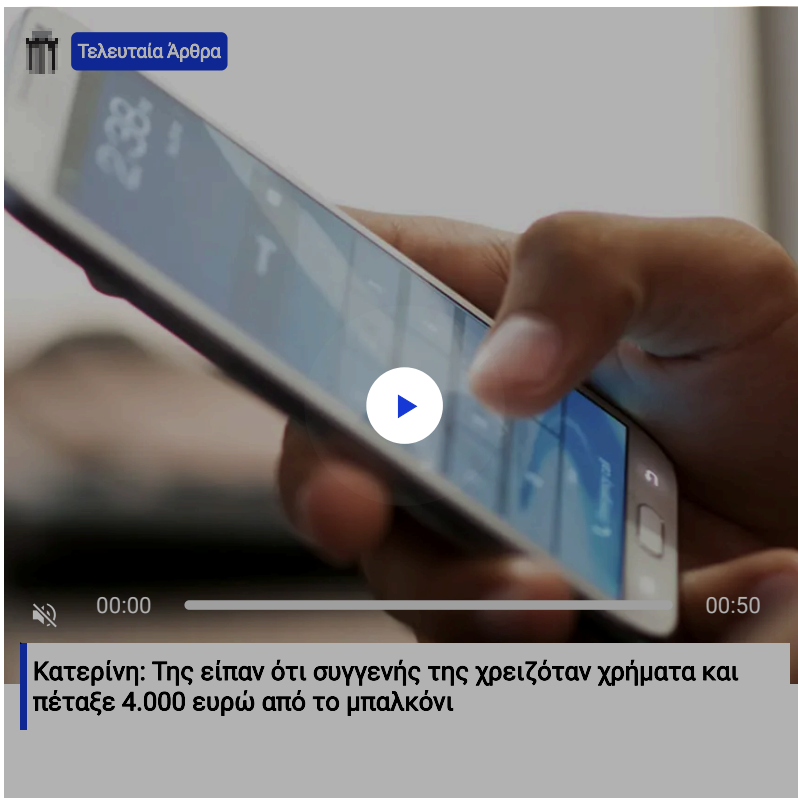 Τελευταία Άρθρα
00:00
00:50
Κατερίνη: Της είπαν ότι συγγενής της χρειζόταν χρήματα και
πέταξε 4.000 ευρώ από το μπαλκόνι